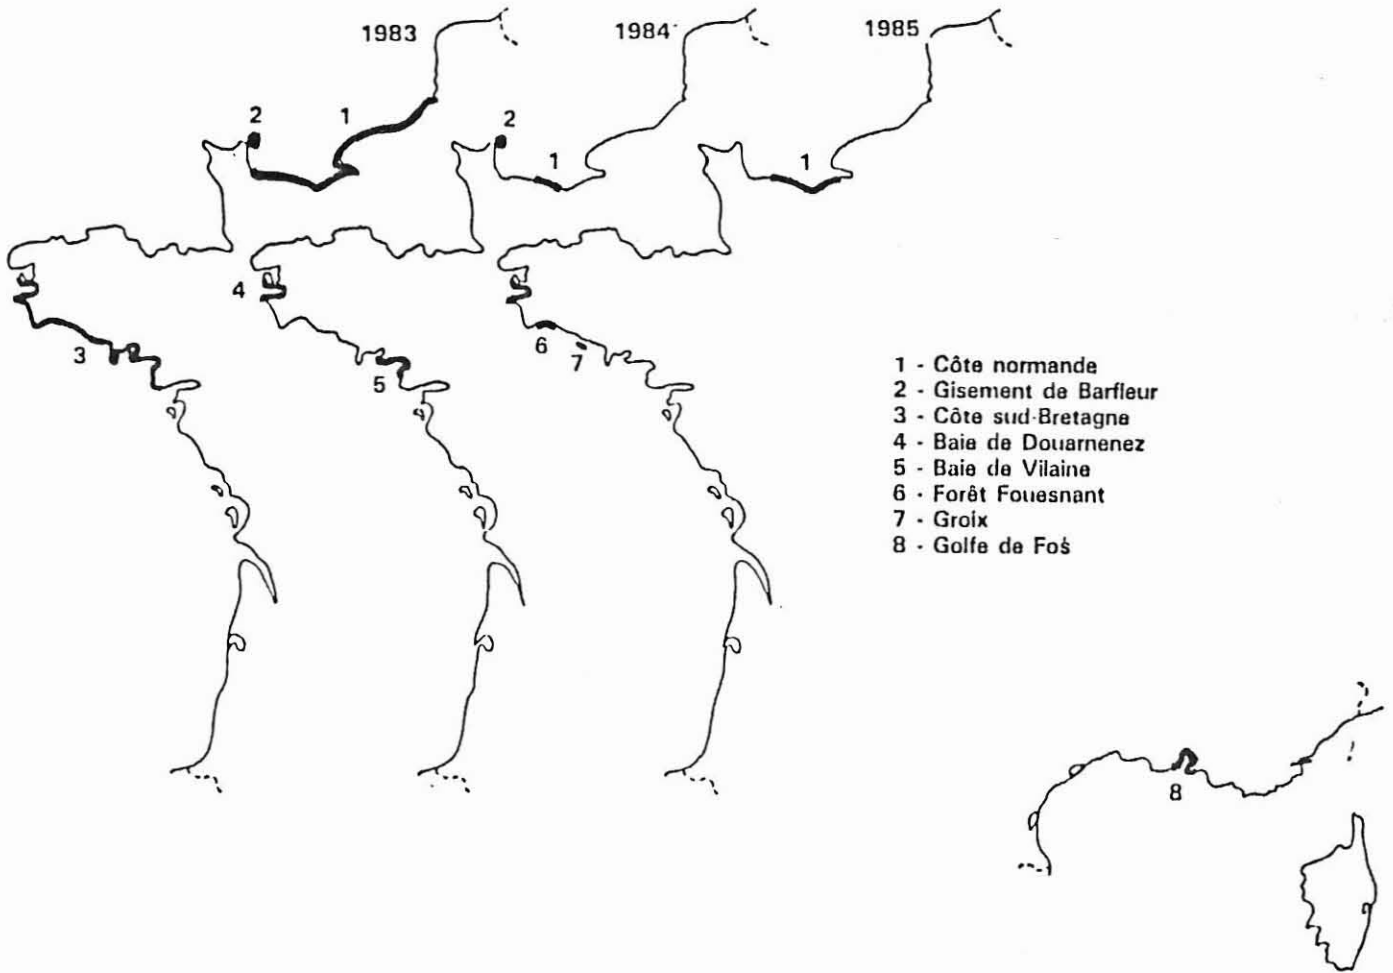 1983
1984
1985
2
1
2
1
1
4
3
5
6
7
1 - Côte normande
2 - Gisement de Barfleur
3 - Côte sud-Bretagne
4 - Baie de Douarnenez
5 - Baie de Vilaine
6 - Forêt Fouesnant
7 - Groix
8 - Golfe de Fos
8